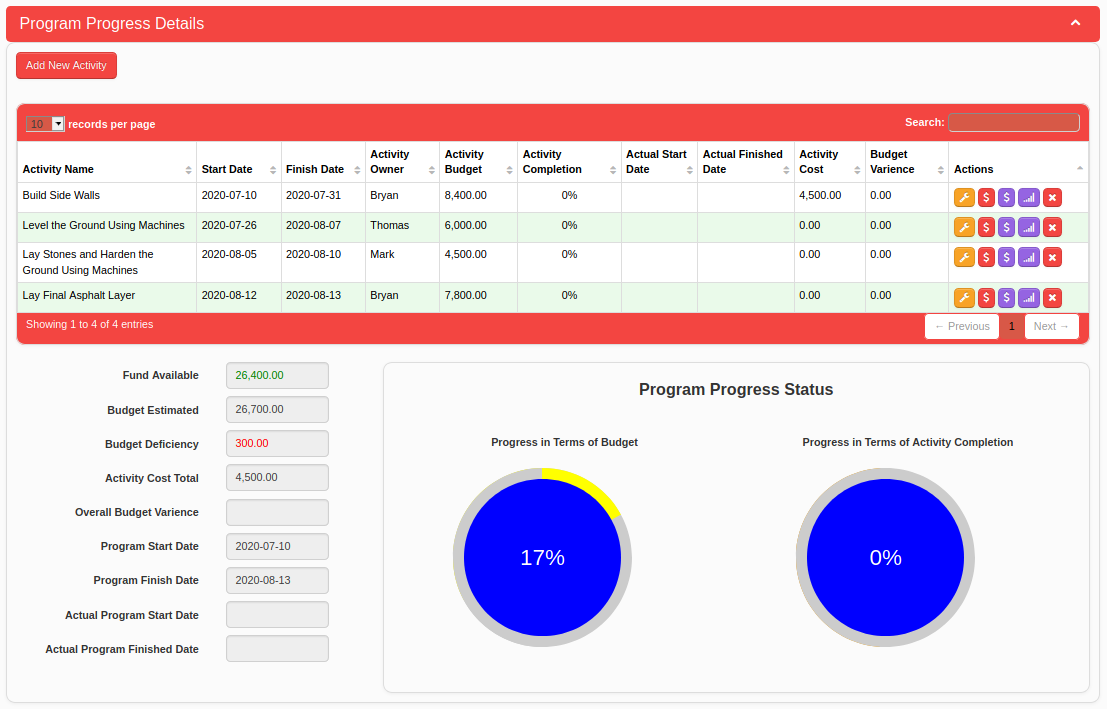 Program Progress Details
Add New Activity
10 records per page
Search:
Activity Name Start Date Finish Date Activity Owner Activity Budget Activity Completion Actual Start Date Actual Finished Date Activity Cost Budget Varience Actions
Build Side Walls 2020-07-10 2020-07-31 Bryan 8,400.00 0% 4,500.00 0.00 $ $
Level the Ground Using Machines 2020-07-26 2020-08-07 Thomas 6,000.00 0% 0.00 0.00 $ $
Lay Stones and Harden the Ground Using Machines 2020-08-05 2020-08-10 Mark 4,500.00 0% 0.00 0.00 $ $
Lay Final Asphalt Layer 2020-08-12 2020-08-13 Bryan 7,800.00 0% 0.00 0.00 $ $
Showing 1 to 4 of 4 entries
← Previous 1 Next →
Fund Available 26,400.00
Budget Estimated 26,700.00
Budget Deficiency 300.00
Activity Cost Total 4,500.00
Overall Budget Varience
Program Start Date 2020-07-10
Program Finish Date 2020-08-13
Actual Program Start Date
Actual Program Finished Date
Program Progress Status
Progress in Terms of Budget
17%
Progress in Terms of Activity Completion
0%